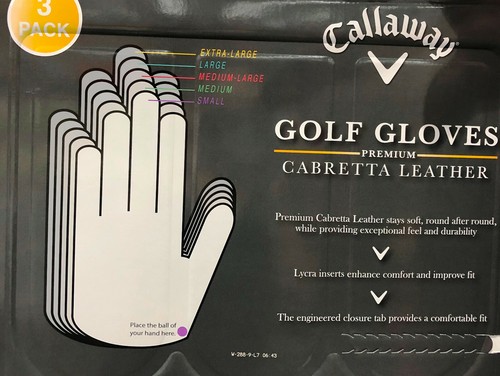 3
PACK
Callaway
EXTRA-LARGE
LARGE
MEDIUM-LARGE
MEDIUM
SMALL
GOLF GLOVES
PREMIUM
CABRETTA LEATHER
Premium Cabretta Leather stays soft, round after round,
while providing exceptional feel and durability
Lycra inserts enhance comfort and improve fit
The engineered closure tab provides a comfortable fit
Place the ball of
your hand here.
W-288-9-L7 06:43